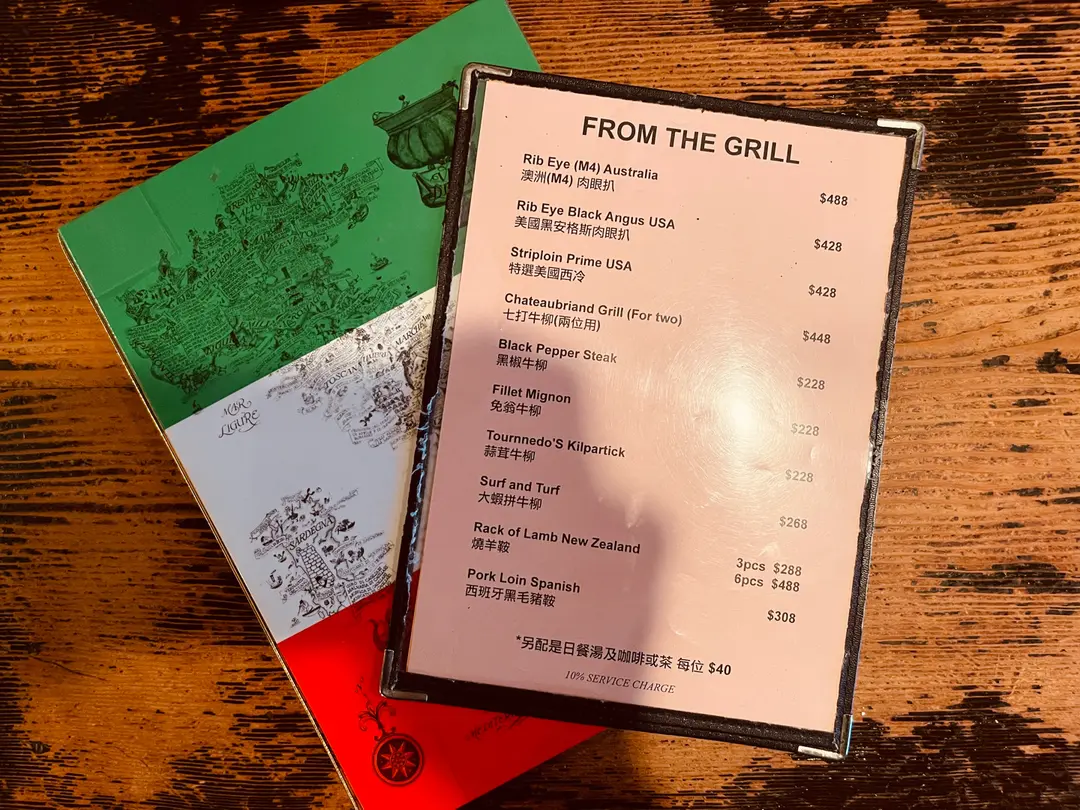 FROM THE GRILL
Rib Eye (M4) Australia
澳洲(M4) 肉眼扒
$488
Rib Eye Black Angus USA
美國黑安格斯肉眼扒
$428
Striploin Prime USA
特選美國西冷
$428
Chateaubriand Grill (For two)
七打牛柳(兩位用)
$448
Black Pepper Steak
黑椒牛柳
$228
Fillet Mignon
免翁牛柳
$228
Tournnedo'S Kilpartick
蒜茸牛柳
$228
Surf and Turf
大蝦拼牛柳
$268
Rack of Lamb New Zealand
燒羊鞍
3pcs $288
6pcs $488
Pork Loin Spanish
西班牙黑毛豬鞍
$308
*另配是日餐湯及咖啡或茶 每位 $40
10% SERVICE CHARGE
MAR
LIGURE
TOSCANA
MARCHE
SARDEGNA